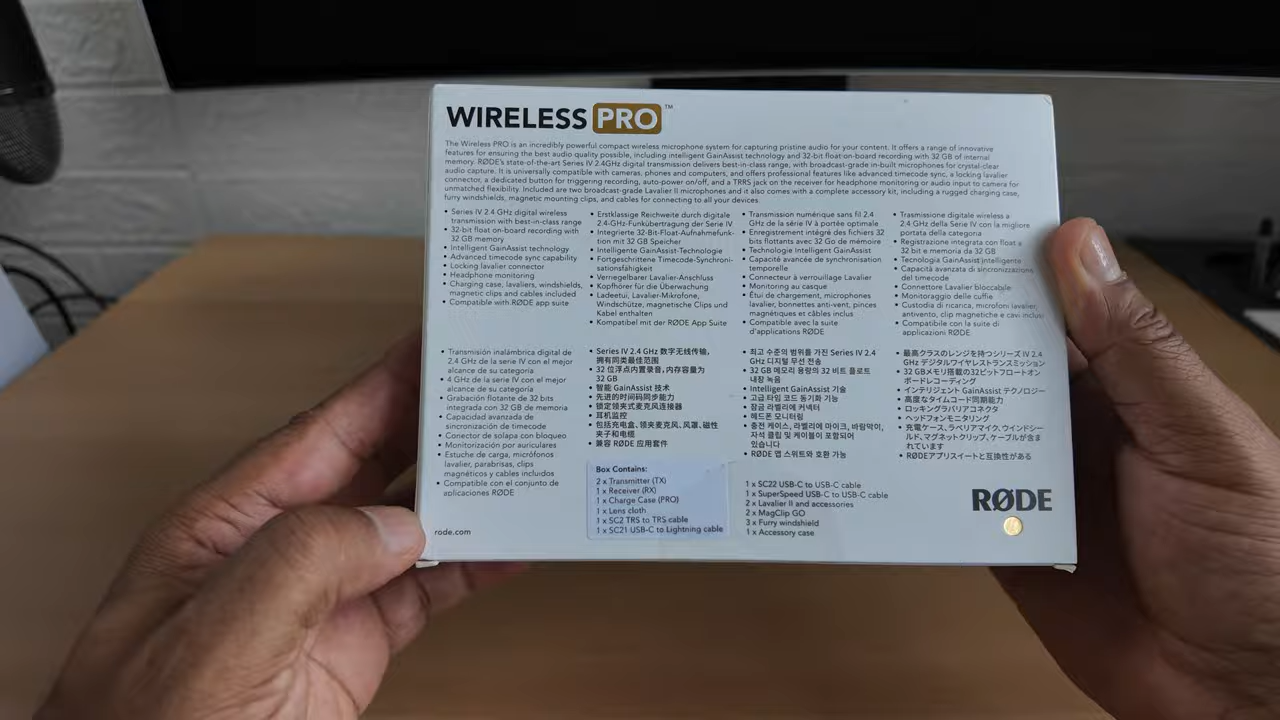 WIRELESS PRO™
The Wireless PRO is an incredibly powerful compact wireless microphone system for capturing pristine audio for your content. It offers a range of innovative
features for ensuring the best audio quality possible, including intelligent GainAssist technology and 32-bit float on-board recording with 32 GB of internal
memory. RØDE's state-of-the-art Series IV 2.4GHz digital transmission delivers best-in-class range, with broadcast-grade in-built microphones for crystal-clear
audio capture. It is universally compatible with cameras, phones and computers, and offers professional features like advanced timecode sync, a locking lavalier
connector, a dedicated button for triggering recording, auto-power on/off, and a TRRS jack on the receiver for headphone monitoring or audio input to camera for
unmatched flexibility. Included are two broadcast-grade Lavalier II microphones and it also comes with a complete accessory kit, including a rugged charging case,
furry windshields, magnetic mounting clips, and cables for connecting to all your devices.
• Series IV 2.4 GHz digital wireless
transmission with best-in-class range
• 32-bit float on-board recording with
32 GB memory
• Intelligent GainAssist technology
• Advanced timecode sync capability
• Locking lavalier connector
• Headphone monitoring
• Charging case, lavaliers, windshields,
magnetic clips and cables included
• Compatible with RØDE app suite
• Erstklassige Reichweite durch digitale
2.4-GHz-Funkübertragung der Serie IV
• Integrierte 32-Bit-Float-Aufnahmefunk-
tion mit 32 GB Speicher
• Intelligente GainAssist-Technologie
• Fortgeschrittene Timecode-Synchroni-
sationsfähigkeit
• Verriegelbarer Lavalier-Anschluss
• Kopfhörer für die Überwachung
• Ladeetui, Lavalier-Mikrofone,
Windschütze, magnetische Clips und
Kabel enthalten
• Kompatibel mit der RØDE App Suite
• Transmission numérique sans fil 2.4
GHz de la série IV à portée optimale
• Enregistrement intégré des fichiers 32
bits flottants avec 32 Go de mémoire
• Technologie Intelligent GainAssist
• Capacité avancée de synchronisation
temporelle
• Connecteur à verrouillage Lavalier
• Monitoring au casque
• Étui de chargement, microphones
lavalier, bonnettes anti-vent, pinces
magnétiques et câbles inclus
• Compatible avec la suite
d'applications RØDE
• Trasmissione digitale wireless a
2.4 GHz della Serie IV con la migliore
portata della categoria
• Registrazione integrata con float a
32 bit e memoria da 32 GB
• Tecnologia GainAssist intelligente
• Capacità avanzata di sincronizzazione
del timecode
• Connettore Lavalier bloccabile
• Monitoraggio delle cuffie
• Custodia di ricarica, microfoni lavalier,
antivento, clip magnetiche e cavi inclusi
• Compatibile con la suite di
applicazioni RØDE
• Transmisión inalámbrica digital de
2.4 GHz de la serie IV con el mejor
alcance de su categoría
• 4 GHz de la serie IV con el mejor
alcance de su categoría
• Grabación flotante de 32 bits
integrada con 32 GB de memoria
• Capacidad avanzada de
sincronización de timecode
• Conector de solapa con bloqueo
• Monitorización por auriculares
• Estuche de carga, micrófonos
lavalier, parabrisas, clips
magnéticos y cables incluidos
• Compatible con el conjunto de
aplicaciones RØDE
• Series IV 2.4 GHz 数字无线传输，
拥有同类最佳范围
• 32 位浮点内置录音，内存容量为
32 GB
• 智能 GainAssist 技术
• 先进的时间码同步能力
• 锁定领夹式麦克风连接器
• 耳机监控
• 包括充电盒、领夹麦克风、风罩、磁性
夹子和电缆
• 兼容 RØDE 应用套件
• 최고 수준의 범위를 가진 Series IV 2.4
GHz 디지털 무선 전송
• 32 GB 메모리 용량의 32 비트 플로트
내장 녹음
• Intelligent GainAssist 기술
• 고급 타임 코드 동기화 기능
• 잠금 라벨리에 커넥터
• 헤드폰 모니터링
• 충전 케이스, 라벨리에 마이크, 바람막이,
자석 클립 및 케이블이 포함되어
있습니다
• RØDE 앱 스위트와 호환 가능
• 最高クラスのレンジを持つシリーズ IV 2.4
GHz デジタルワイヤレストランスミッション
• 32 GBメモリ搭載の32ビットフロートオン
ボードレコーディング
• インテリジェント GainAssist テクノロジー
• 高度なタイムコード同期能力
• ロッキングラバリアコネクタ
• ヘッドフォンモニタリング
• 充電ケース、ラベリアマイク、ウインドシー
ルド、マグネットクリップ、ケーブルが含ま
れています
• RØDEアプリスイートと互換性がある
Box Contains:
2 x Transmitter (TX)
1 x Receiver (RX)
1 x Charge Case (PRO)
1 x Lens cloth
1 x SC2 TRS to TRS cable
1 x SC21 USB-C to Lightning cable
1 x SC22 USB-C to USB-C cable
1 x SuperSpeed USB-C to USB-C cable
2 x Lavalier II and accessories
2 x MagClip GO
3 x Furry windshield
1 x Accessory case
RØDE
rode.com